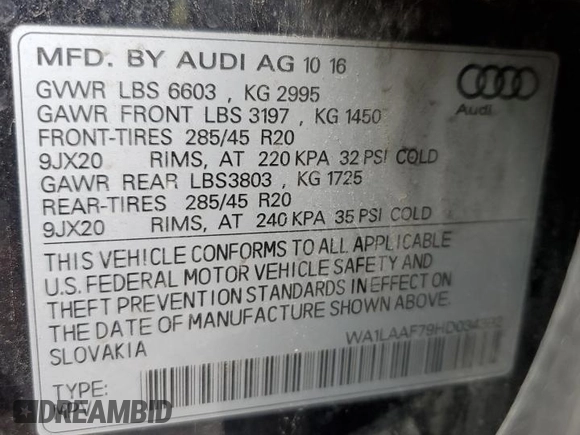 MFD. BY AUDI AG 10 16
GVWR LBS 6603 , KG 2995
GAWR FRONT LBS 3197 , KG 1450
FRONT-TIRES 285/45 R20
9JX20 RIMS, AT 220 KPA 32 PSI COLD
GAWR REAR LBS3803 , KG 1725
REAR-TIRES 285/45 R20
9JX20 RIMS, AT 240 KPA 35 PSI COLD
Audi
THIS VEHICLE CONFORMS TO ALL APPLICABLE
U.S. FEDERAL MOTOR VEHICLE SAFETY AND
THEFT PREVENTION STANDARDS IN EFFECT ON
THE DATE OF MANUFACTURE SHOWN ABOVE.
SLOVAKIA
TYPE:
DREAMBID